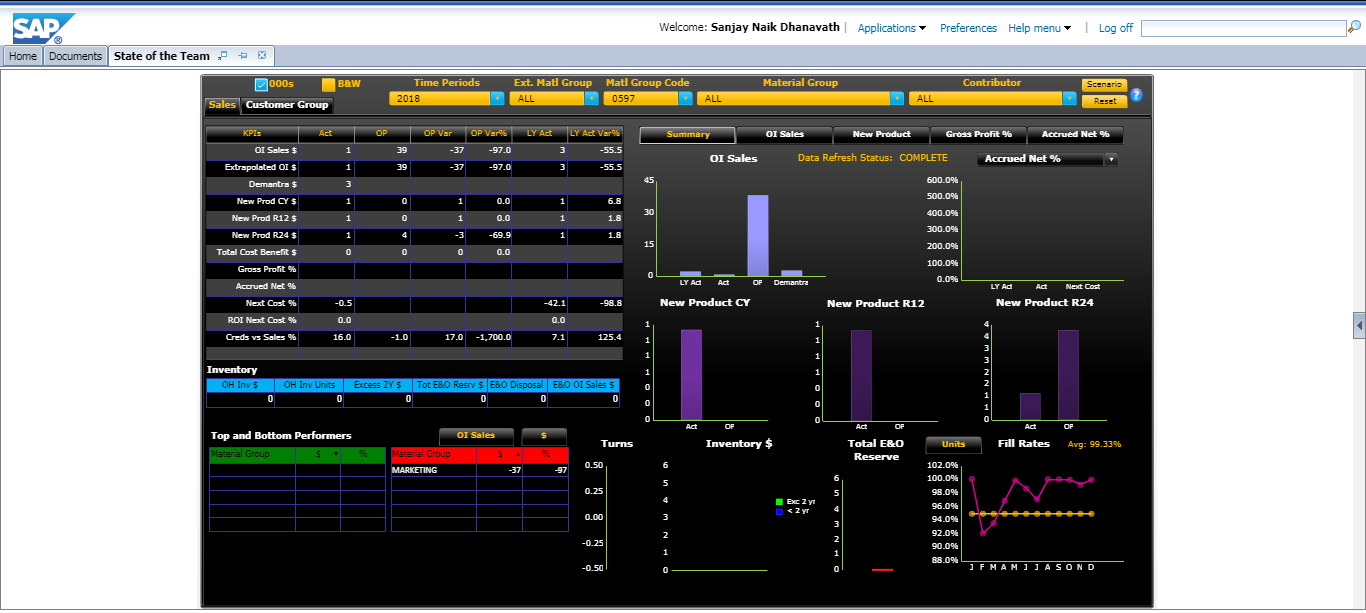 SAP ®
Welcome: Sanjay Naik Dhanavath | Applications Preferences Help menu | Log off
Home Documents State of the Team
000s B&W Time Periods Ext. Matl Group Matl Group Code Material Group Contributor Scenario
2018 ALL 0597 ALL ALL Reset ?
Sales Customer Group
KPIs Act OP OP Var OP Var% LY Act LY Act Var%
OI Sales $ 1 39 -37 -97.0 3 -55.5
Extrapolated OI $ 1 39 -37 -97.0 3 -55.5
Demantra $ 3
New Prod CY $ 1 0 1 0.0 1 6.8
New Prod R12 $ 1 0 1 0.0 1 1.8
New Prod R24 $ 1 4 -3 -69.9 1 1.8
Total Cost Benefit $ 0 0 0 0.0
Gross Profit %
Accrued Net %
Next Cost % -0.5 -42.1 -98.8
ROI Next Cost % 0.0 0.0
Creds vs Sales % 16.0 -1.0 17.0 -1,700.0 7.1 125.4
Inventory
OH Inv $ OH Inv Units Excess 2Y $ Tot E&O Resrv $ E&O Disposal E&O OI Sales $
0 0 0 0 0 0
Top and Bottom Performers OI Sales $
Material Group $ % Material Group $ %
MARKETING -37 -97
Summary OI Sales New Product Gross Profit % Accrued Net %
OI Sales Data Refresh Status: COMPLETE Accrued Net %
45
30
15
0
LY Act Act OP Demantra
600.0%
500.0%
400.0%
300.0%
200.0%
100.0%
0.0%
LY Act Act Next Cost
New Product CY
1
1
1
1
0
0
0
Act OP
New Product R12
1
1
1
1
0
0
0
Act OP
New Product R24
4
4
3
3
2
2
1
1
0
Act OP
Turns
0.50
0.25
0.00
-0.25
-0.50
Inventory $
6
5
4
3
2
1
0
Exc 2 yr
< 2 yr
Total E&O
Reserve
6
5
4
3
2
1
0
Units Fill Rates Avg: 99.33%
102.0%
100.0%
98.0%
96.0%
94.0%
92.0%
90.0%
88.0%
J F M A M J J A S O N D